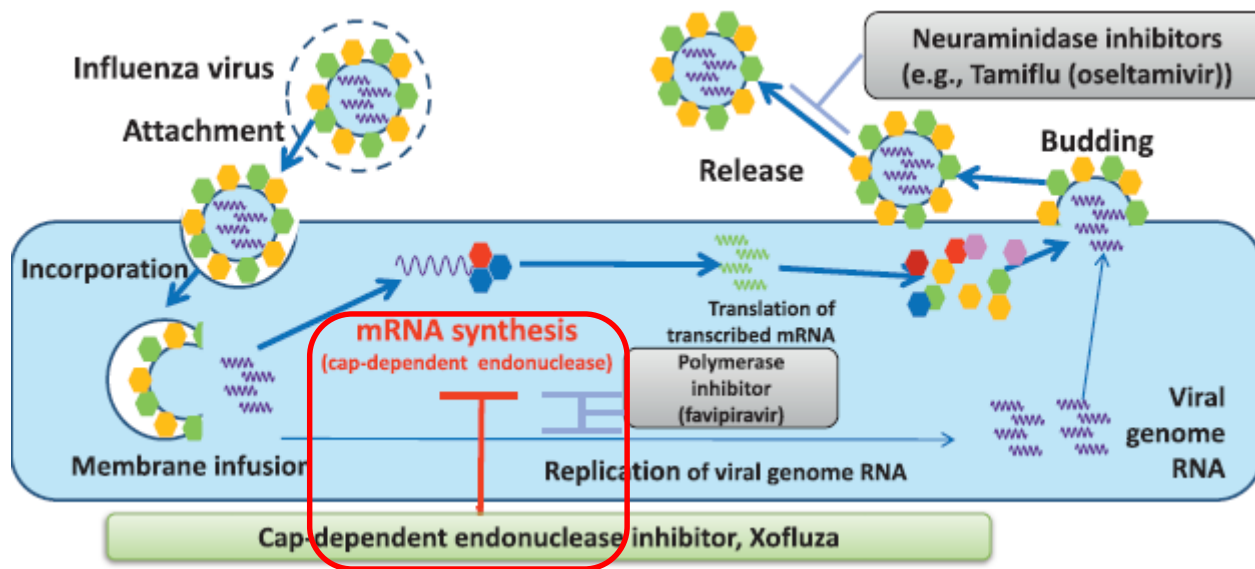 Influenza virus
Attachment
Incorporation
Membrane infusion
mRNA synthesis
(cap-dependent endonuclease)
Translation of
transcribed mRNA
Polymerase
inhibitor
(favipiravir)
Replication of viral genome RNA
Cap-dependent endonuclease inhibitor, Xofluza
Neuraminidase inhibitors
(e.g., Tamiflu (oseltamivir))
Budding
Release
Viral
genome
RNA